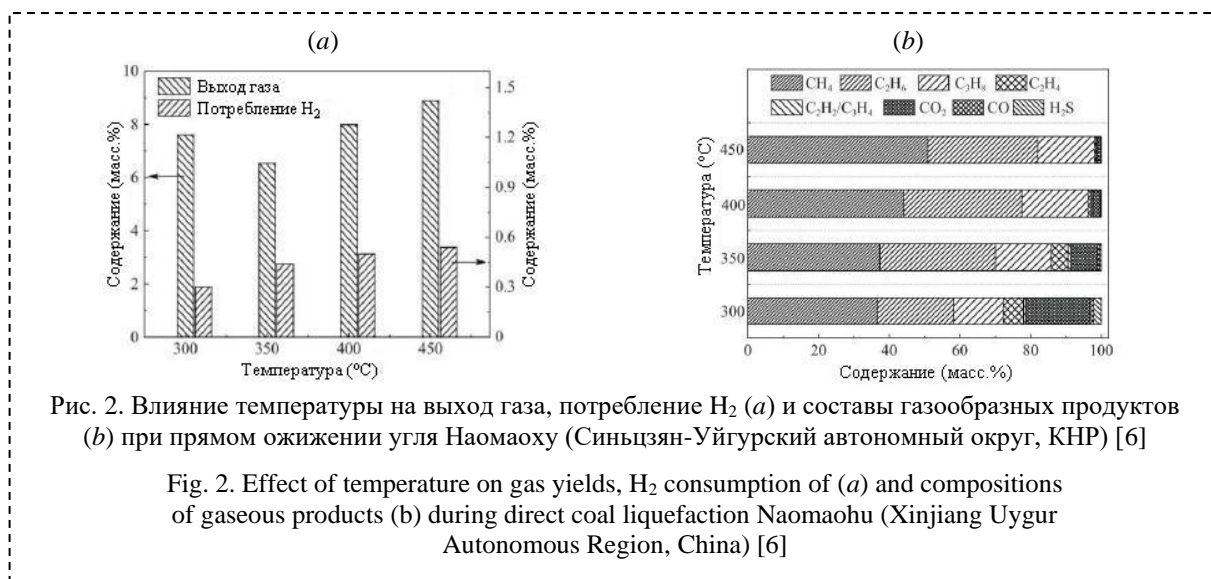 (a)
(b)
10
8
6
4
2
0
Содержание (масс.%)
Выход газа
Потребление H₂
1.5
1.2
0.9
0.6
0.3
0
Содержание (масс.%)
300 350 400 450
Температура (ºC)
CH₄ C₂H₆ C₃H₈ C₂H₄
C₂H₂/C₃H₄ CO₂ CO H₂S
Температура (ºC)
450
400
350
300
0 20 40 60 80 100
Содержание (масс.%)
Рис. 2. Влияние температуры на выход газа, потребление H₂ (a) и составы газообразных продуктов
(b) при прямом ожижении угля Наомаоху (Синьцзян-Уйгурский автономный округ, КНР) [6]
Fig. 2. Effect of temperature on gas yields, H₂ consumption of (a) and compositions
of gaseous products (b) during direct coal liquefaction Naomaohu (Xinjiang Uygur
Autonomous Region, China) [6]